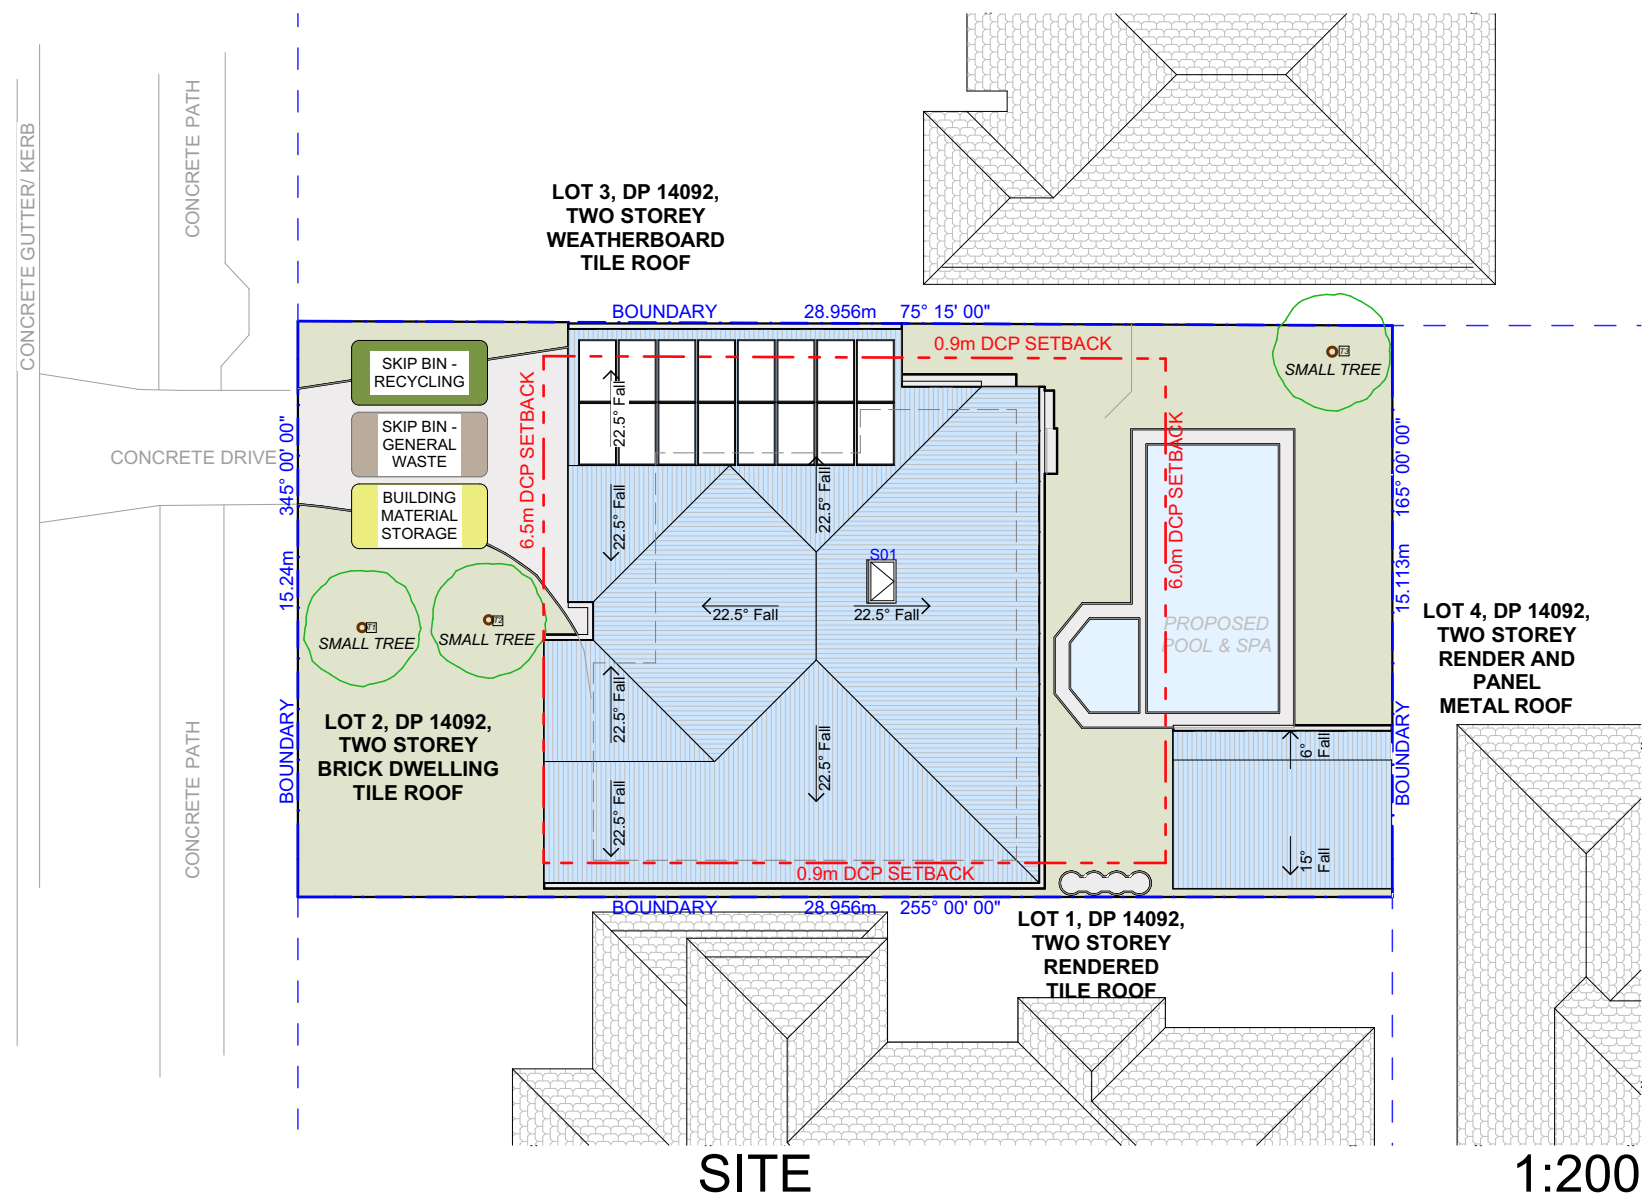 CONCRETE GUTTER/ KERB
CONCRETE PATH
LOT 3, DP 14092,
TWO STOREY
WEATHERBOARD
TILE ROOF
BOUNDARY 28.956m 75° 15' 00"
0.9m DCP SETBACK
SKIP BIN -
RECYCLING
SKIP BIN -
GENERAL
WASTE
BUILDING
MATERIAL
STORAGE
CONCRETE DRIVE
345° 00' 00"
15.24m
BOUNDARY
6.5m DCP SETBACK
22.5° Fall
22.5° Fall
22.5° Fall
S01
22.5° Fall
22.5° Fall
22.5° Fall
22.5° Fall
22.5° Fall
6.0m DCP SETBACK
T3
SMALL TREE
165° 00' 00"
15.113m
BOUNDARY
T1
SMALL TREE
T2
SMALL TREE
PROPOSED
POOL & SPA
LOT 4, DP 14092,
TWO STOREY
RENDER AND
PANEL
METAL ROOF
LOT 2, DP 14092,
TWO STOREY
BRICK DWELLING
TILE ROOF
6°
Fall
15°
Fall
CONCRETE PATH
0.9m DCP SETBACK
BOUNDARY 28.956m 255° 00' 00"
LOT 1, DP 14092,
TWO STOREY
RENDERED
TILE ROOF
SITE 1:200